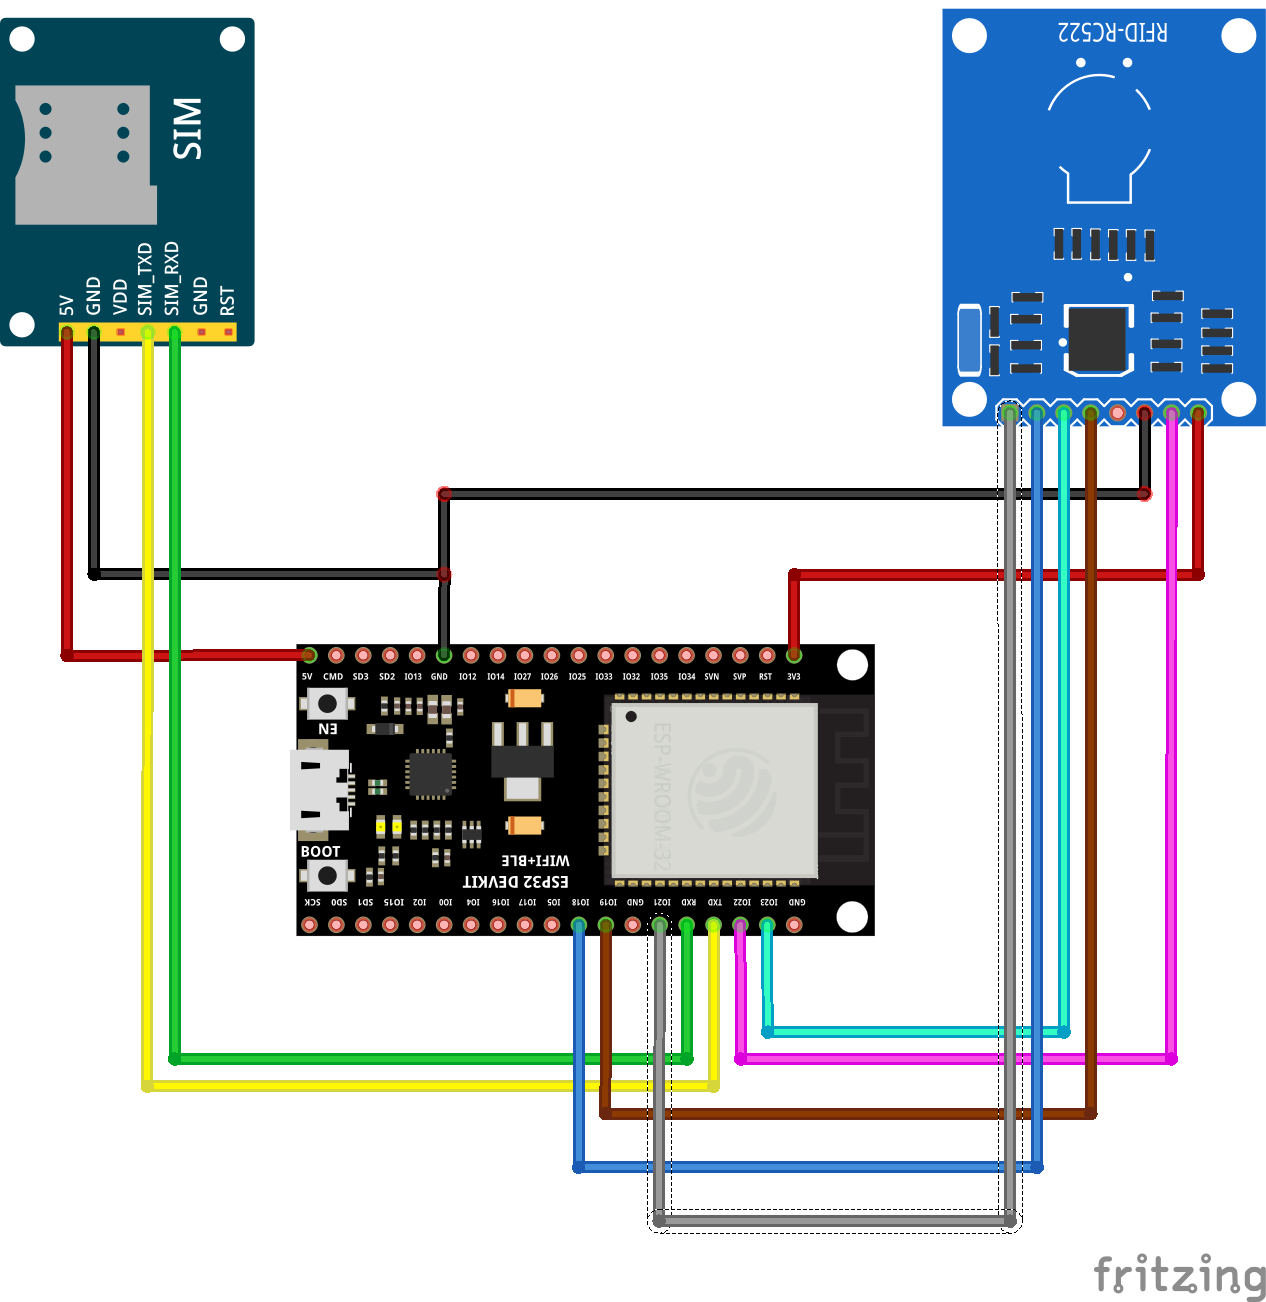 SIM
5V
GND
VDD
SIM_TXD
SIM_RXD
GND
RST
RFID-RC522
5V CMD SD3 SD2 IO13 GND IO12 IO14 IO27 IO26 IO25 IO33 IO32 IO35 IO34 SVN SVP RST 3V3
EN
ESP-WROOM-32
BOOT
WIFI+BLE
ESP32 DEVKIT
SCK SD0 SD1 IO15 IO2 IO0 IO4 IO16 IO17 IO5 IO18 IO19 GND IO21 RXD TXD IO22 IO23 GND
fritzing